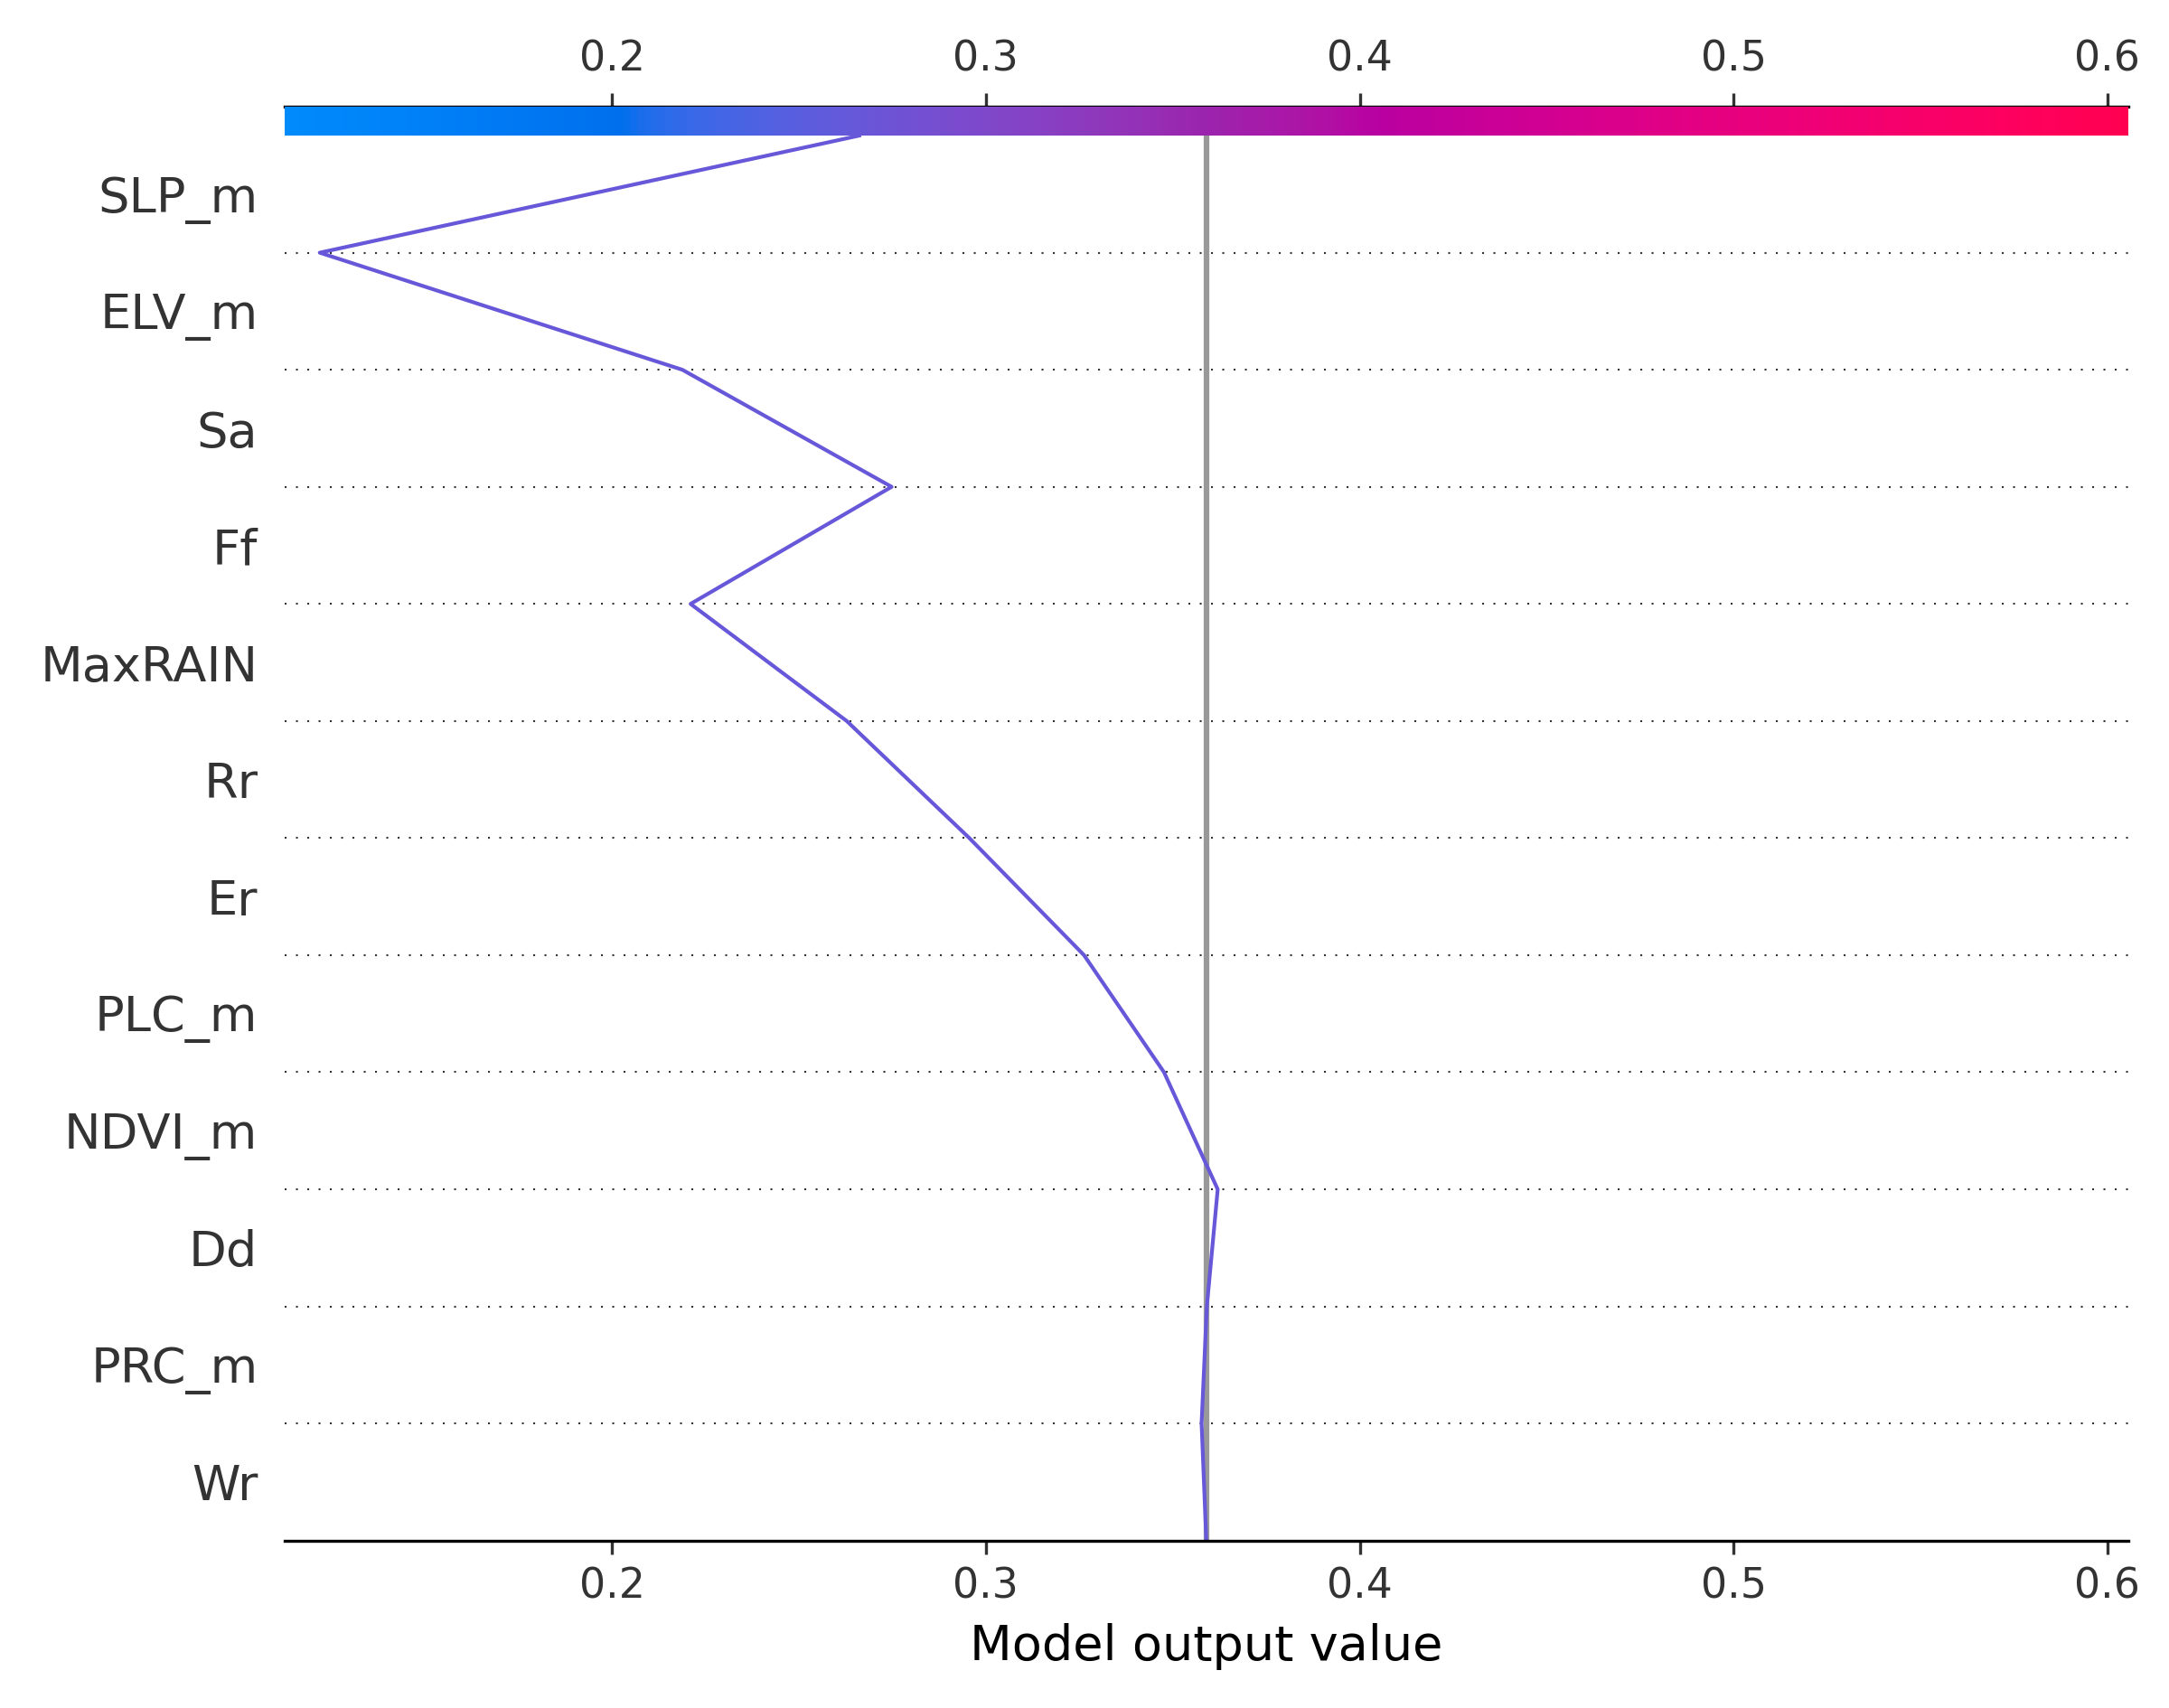 0.2 0.3 0.4 0.5 0.6
SLP_m
ELV_m
Sa
Ff
MaxRAIN
Rr
Er
PLC_m
NDVI_m
Dd
PRC_m
Wr
0.2 0.3 0.4 0.5 0.6
Model output value